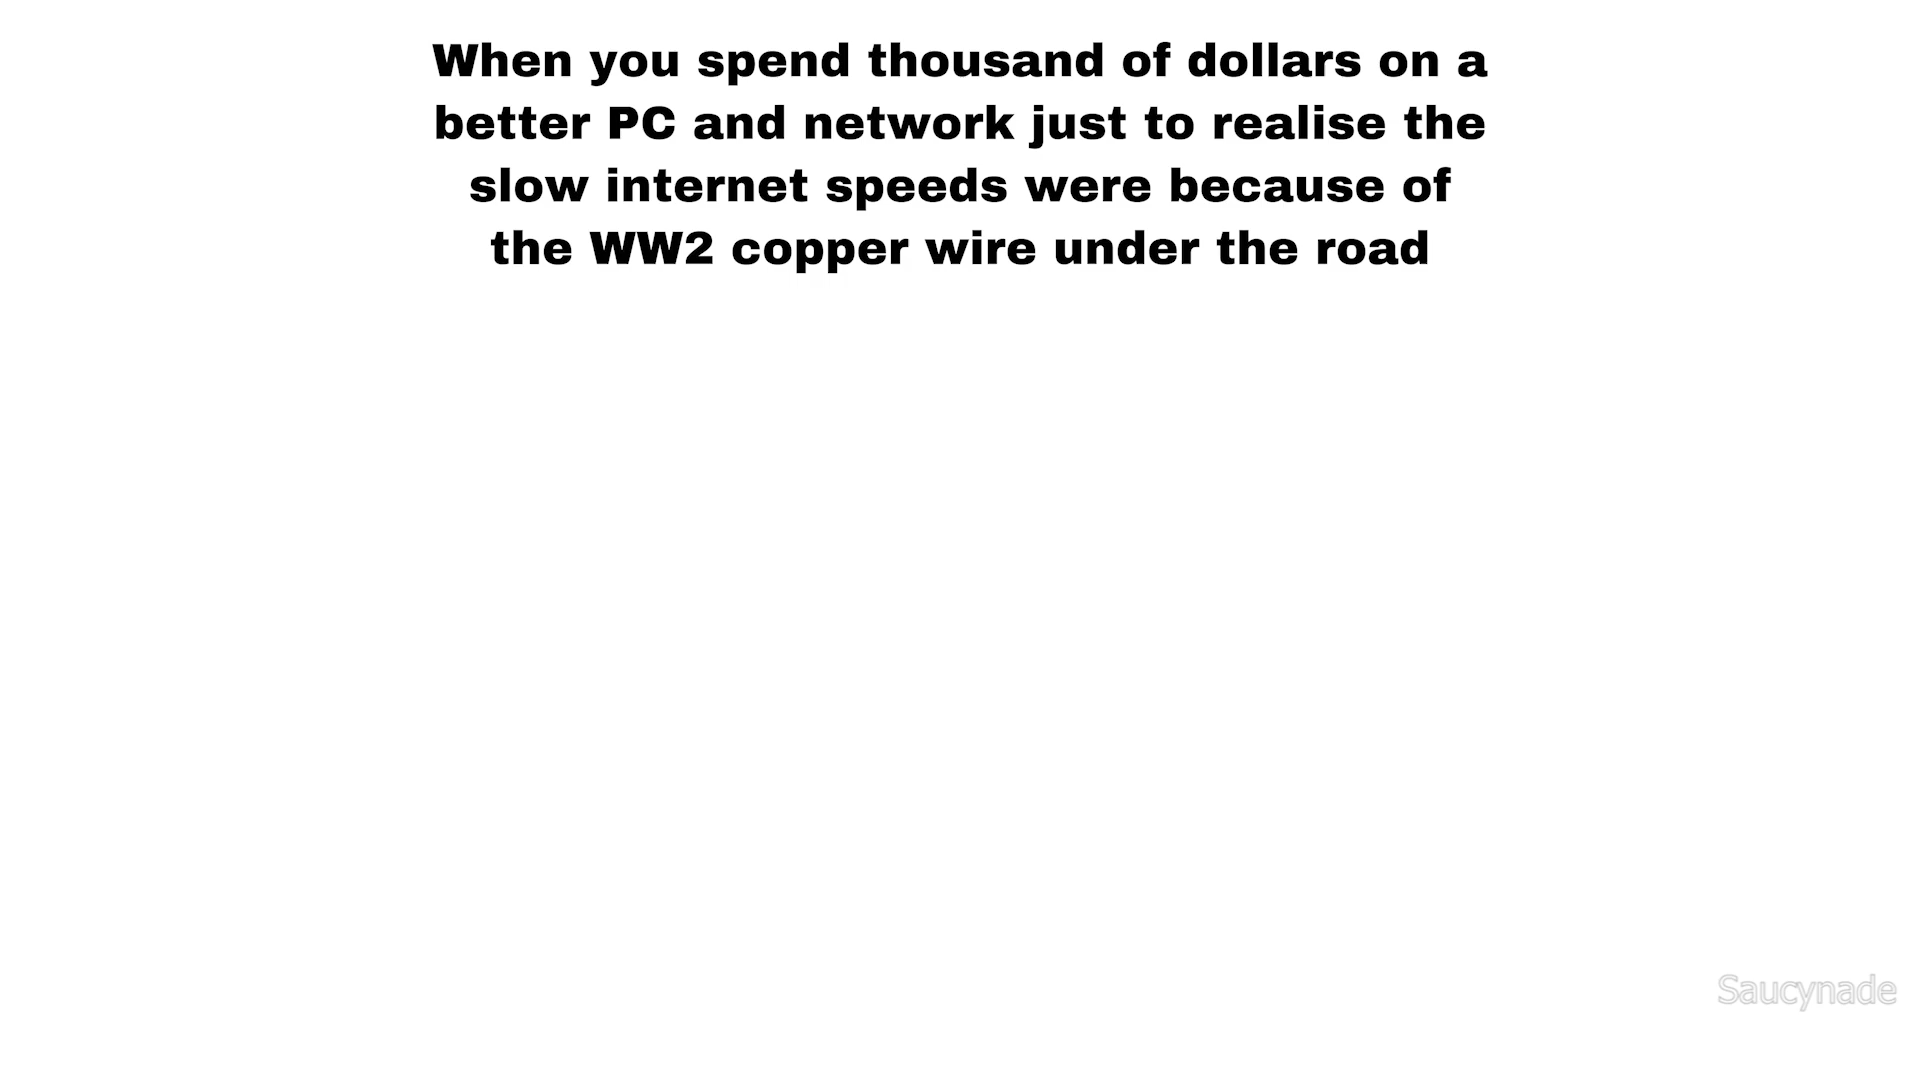 When you spend thousand of dollars on a
better PC and network just to realise the
slow internet speeds were because of
the WW2 copper wire under the road
Saucynade